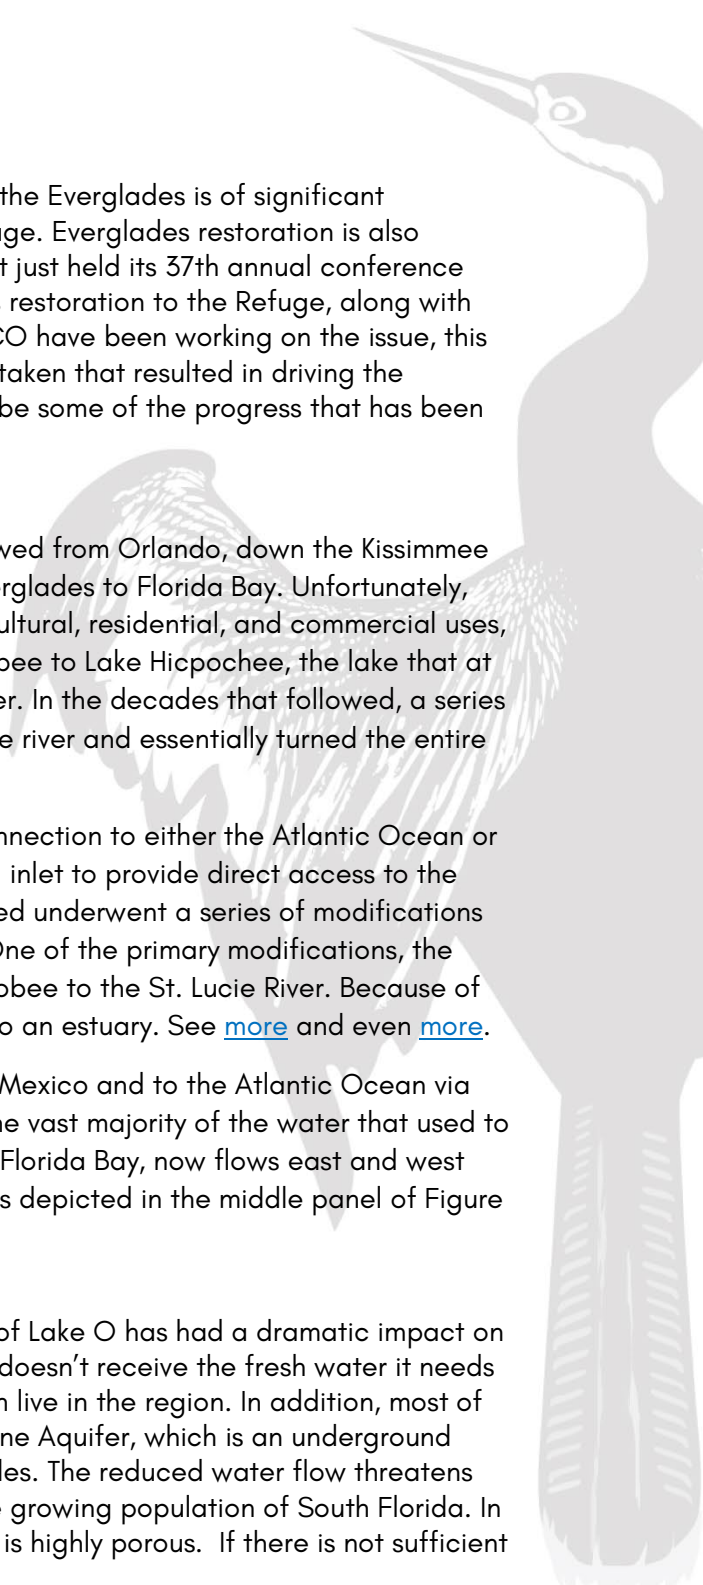 the Everglades is of significant
ge. Everglades restoration is also
t just held its 37th annual conference
restoration to the Refuge, along with
CO have been working on the issue, this
taken that resulted in driving the
be some of the progress that has been
wed from Orlando, down the Kissimmee
erglades to Florida Bay. Unfortunately,
ultural, residential, and commercial uses,
bee to Lake Hicpochee, the lake that at
er. In the decades that followed, a series
e river and essentially turned the entire
nnection to either the Atlantic Ocean or
inlet to provide direct access to the
ed underwent a series of modifications
One of the primary modifications, the
obee to the St. Lucie River. Because of
o an estuary. See more and even more.
Mexico and to the Atlantic Ocean via
he vast majority of the water that used to
Florida Bay, now flows east and west
s depicted in the middle panel of Figure
of Lake O has had a dramatic impact on
doesn’t receive the fresh water it needs
live in the region. In addition, most of
ne Aquifer, which is an underground
les. The reduced water flow threatens
growing population of South Florida. In
is highly porous.  If there is not sufficient